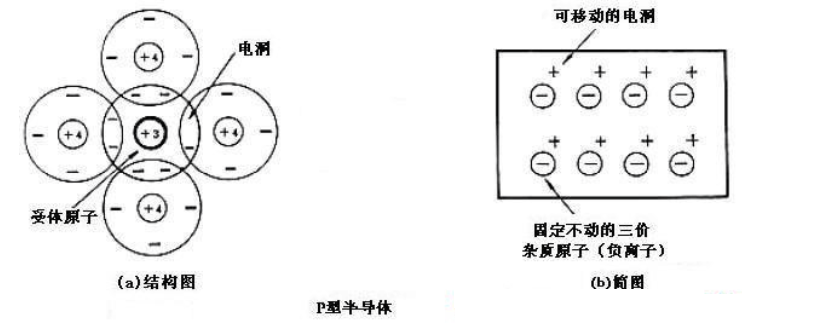 可移动的电洞
电洞
+4
+4
+3
+4
+4
受体原子
固定不动的三价
杂质原子（负离子）
(a)结构图
(b)简图
P型半导体